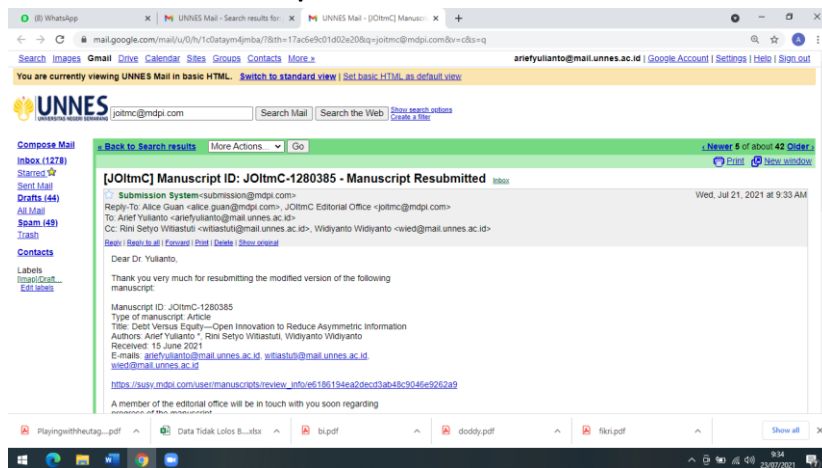 (8) WhatsApp
UNNES Mail - Search results for:
UNNES Mail - [JOItmC] Manuscri
mail.google.com/mail/u/0/h/1c0ataym4jmba/?&th=17ac6e9c01d02e20&q=joitmc@mdpi.com&v=c&s=q
Search Images Gmail Drive Calendar Sites Groups Contacts More »
ariefyulianto@mail.unnes.ac.id | Google Account | Settings | Help | Sign out
You are currently viewing UNNES Mail in basic HTML. Switch to standard view | Set basic HTML as default view
UNNES
UNIVERSITAS NEGERI SEMARANG
joitmc@mdpi.com Search Mail Search the Web Show search options
Create a filter
Compose Mail
Inbox (1278)
Starred
Sent Mail
Drafts (44)
All Mail
Spam (49)
Trash
Contacts
Labels
[Imap]/Draft...
Edit labels
« Back to Search results More Actions... Go ‹ Newer 5 of about 42 Older ›
Print New window
[JOItmC] Manuscript ID: JOItmC-1280385 - Manuscript Resubmitted Inbox
Submission System<submission@mdpi.com> Wed, Jul 21, 2021 at 9:33 AM
Reply-To: Alice Guan <alice.guan@mdpi.com>, JOItmC Editorial Office <joitmc@mdpi.com>
To: Arief Yulianto <ariefyulianto@mail.unnes.ac.id>
Cc: Rini Setyo Witiastuti <witiastuti@mail.unnes.ac.id>, Widiyanto Widiyanto <wied@mail.unnes.ac.id>
Reply | Reply to all | Forward | Print | Delete | Show original
Dear Dr. Yulianto,
Thank you very much for resubmitting the modified version of the following
manuscript:
Manuscript ID: JOItmC-1280385
Type of manuscript: Article
Title: Debt Versus Equity—Open Innovation to Reduce Asymmetric Information
Authors: Arief Yulianto *, Rini Setyo Witiastuti, Widiyanto Widiyanto
Received: 15 June 2021
E-mails: ariefyulianto@mail.unnes.ac.id, witiastuti@mail.unnes.ac.id,
wied@mail.unnes.ac.id
https://susy.mdpi.com/user/manuscripts/review_info/e6186194ea2decd3ab48c9046e9262a9
A member of the editorial office will be in touch with you soon regarding
progress of the manuscript.
Playingwithheutag....pdf
Data Tidak Lolos B....xlsx
bi.pdf
doddy.pdf
fikri.pdf
Show all
9:34
23/07/2021